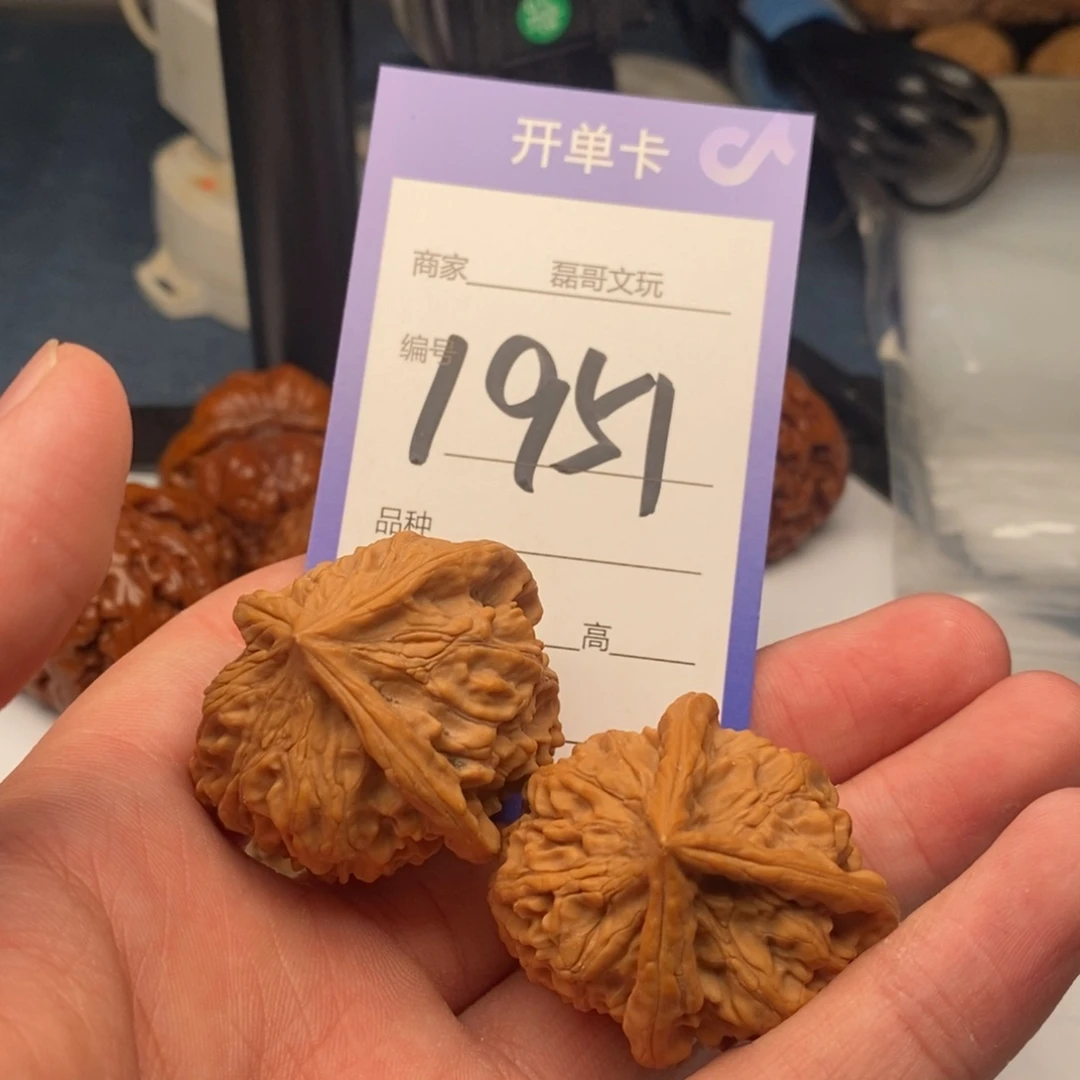 开单卡
商家 磊哥文玩
编号 1951
品种
高